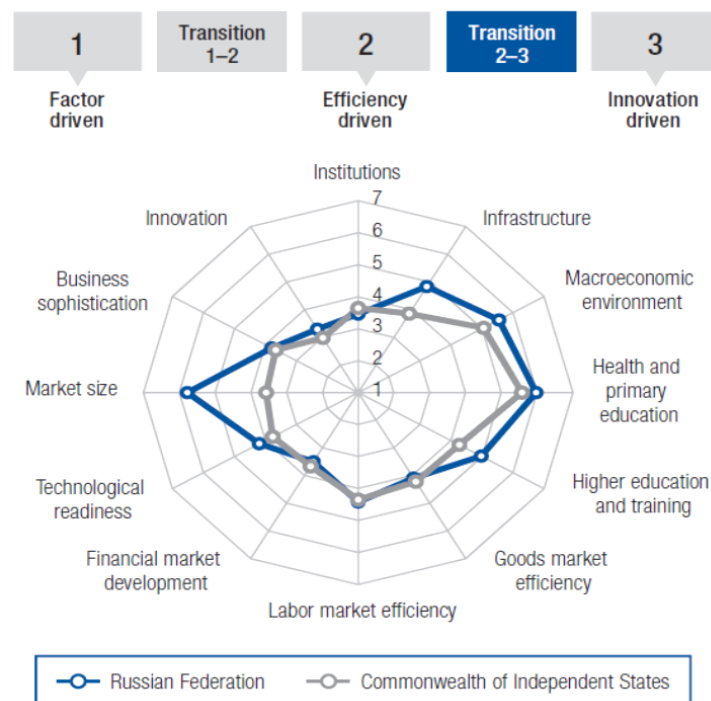 1
Transition
1–2
2
Transition
2–3
3
Factor
driven
Efficiency
driven
Innovation
driven
Institutions
7
6
5
4
3
2
1
Infrastructure
Macroeconomic
environment
Health and
primary
education
Higher education
and training
Goods market
efficiency
Labor market efficiency
Financial market
development
Technological
readiness
Market size
Business
sophistication
Innovation
Russian Federation
Commonwealth of Independent States